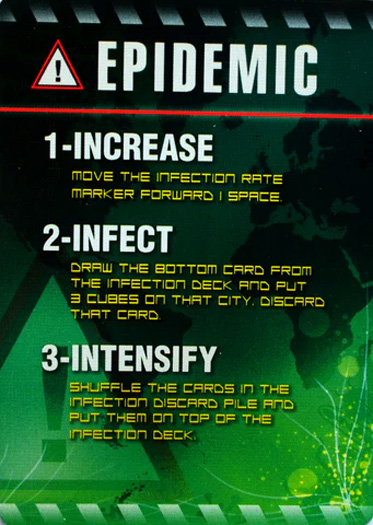 EPIDEMIC
1-INCREASE
MOVE THE INFECTION RATE
MARKER FORWARD 1 SPACE.
2-INFECT
DRAW THE BOTTOM CARD FROM
THE INFECTION DECK AND PUT
3 CUBES ON THAT CITY. DISCARD
THAT CARD.
3-INTENSIFY
SHUFFLE THE CARDS IN THE
INFECTION DISCARD PILE AND
PUT THEM ON TOP OF THE
INFECTION DECK.